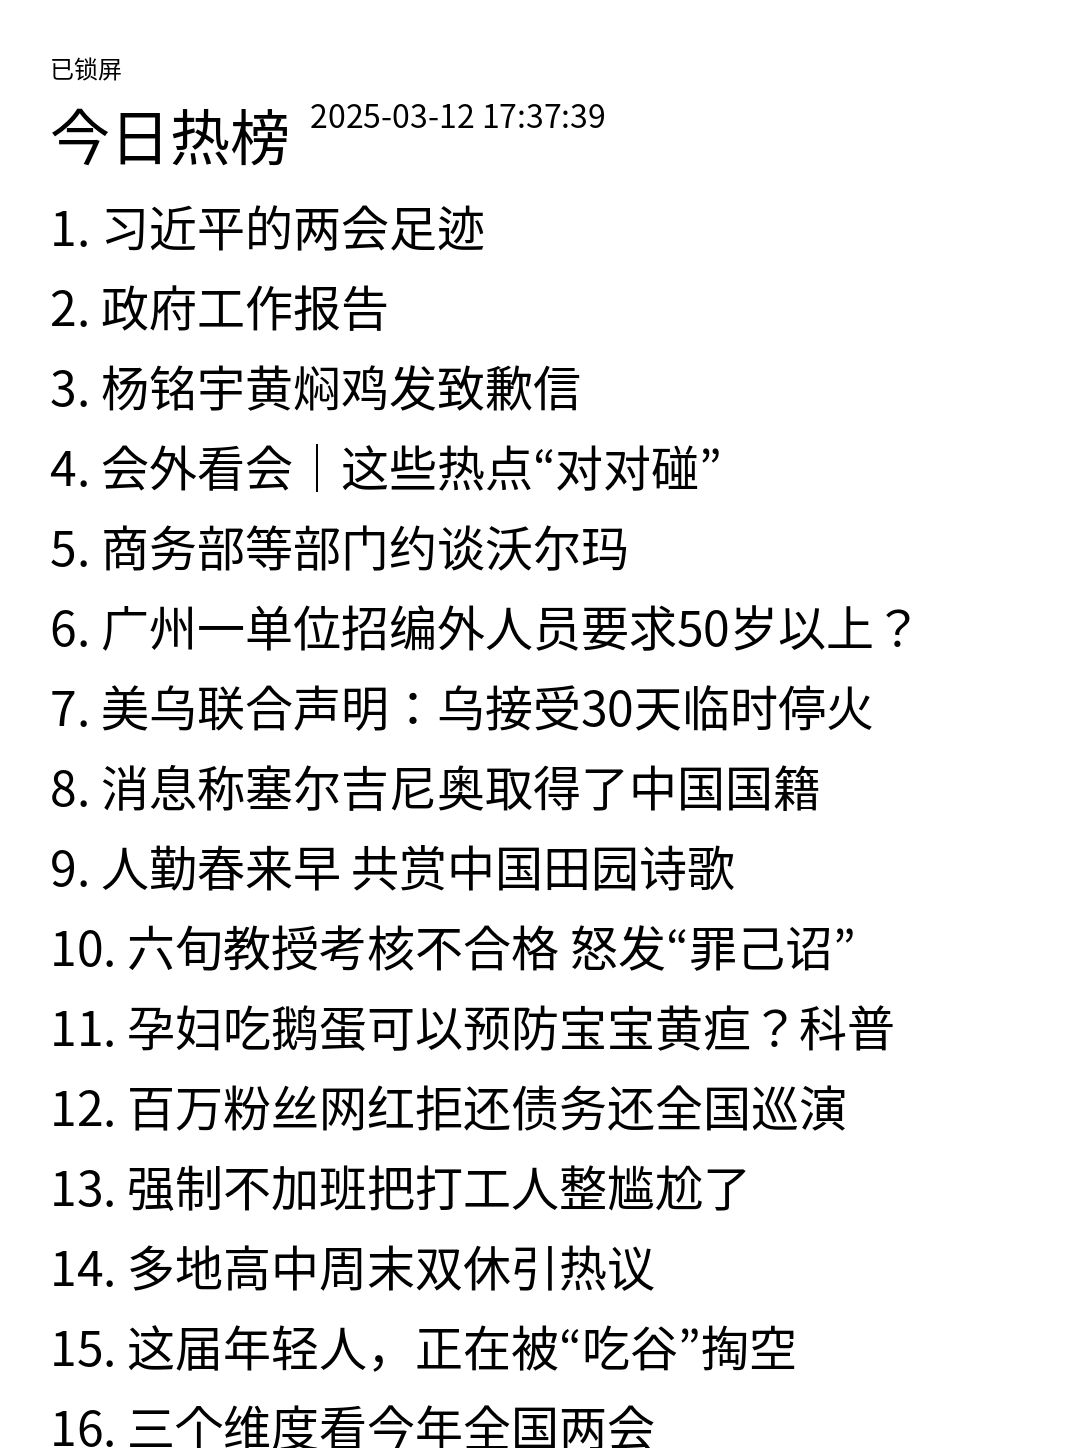 已锁屏
今日热榜 2025-03-12 17:37:39
1. 习近平的两会足迹
2. 政府工作报告
3. 杨铭宇黄焖鸡发致歉信
4. 会外看会｜这些热点“对对碰”
5. 商务部等部门约谈沃尔玛
6. 广州一单位招编外人员要求50岁以上？
7. 美乌联合声明：乌接受30天临时停火
8. 消息称塞尔吉尼奥取得了中国国籍
9. 人勤春来早 共赏中国田园诗歌
10. 六旬教授考核不合格 怒发“罪己诏”
11. 孕妇吃鹅蛋可以预防宝宝黄疸？科普
12. 百万粉丝网红拒还债务还全国巡演
13. 强制不加班把打工人整尴尬了
14. 多地高中周末双休引热议
15. 这届年轻人，正在被“吃谷”掏空
16. 三个维度看今年全国两会